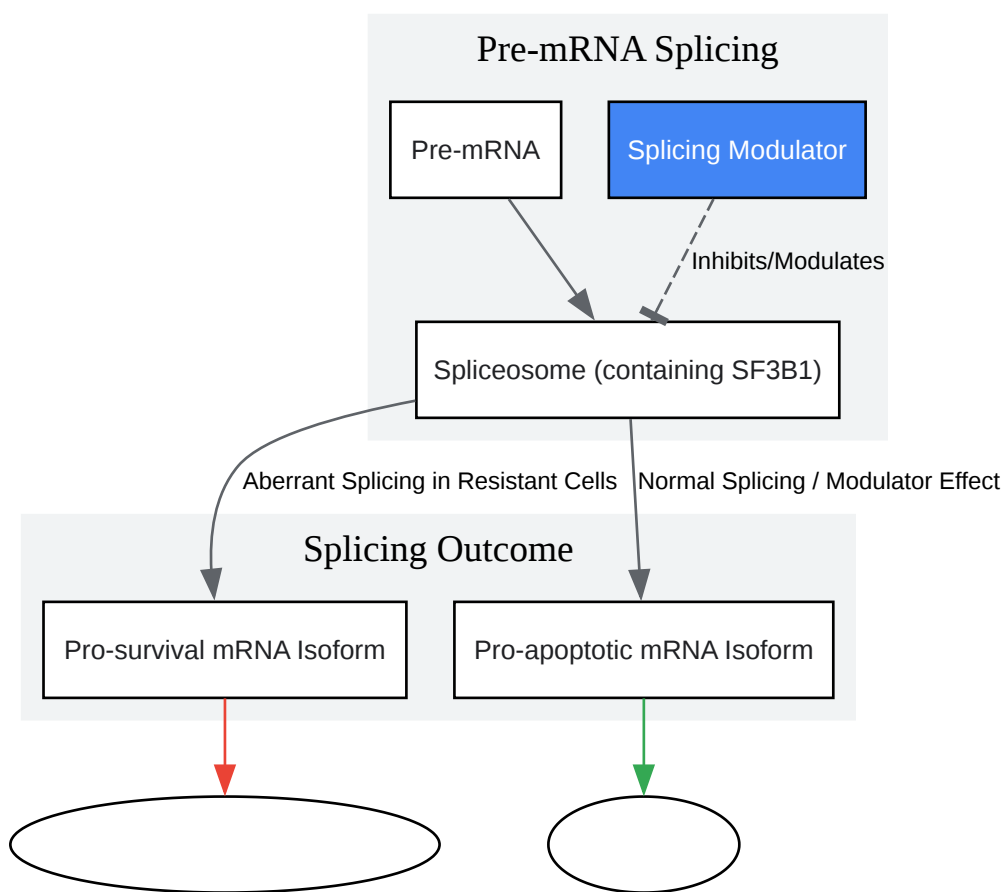 Pre-mRNA Splicing
Pre-mRNA
Splicing Modulator
Inhibits/Modulates
Spliceosome (containing SF3B1)
Aberrant Splicing in Resistant Cells
Normal Splicing / Modulator Effect
Splicing Outcome
Pro-survival mRNA Isoform
Pro-apoptotic mRNA Isoform